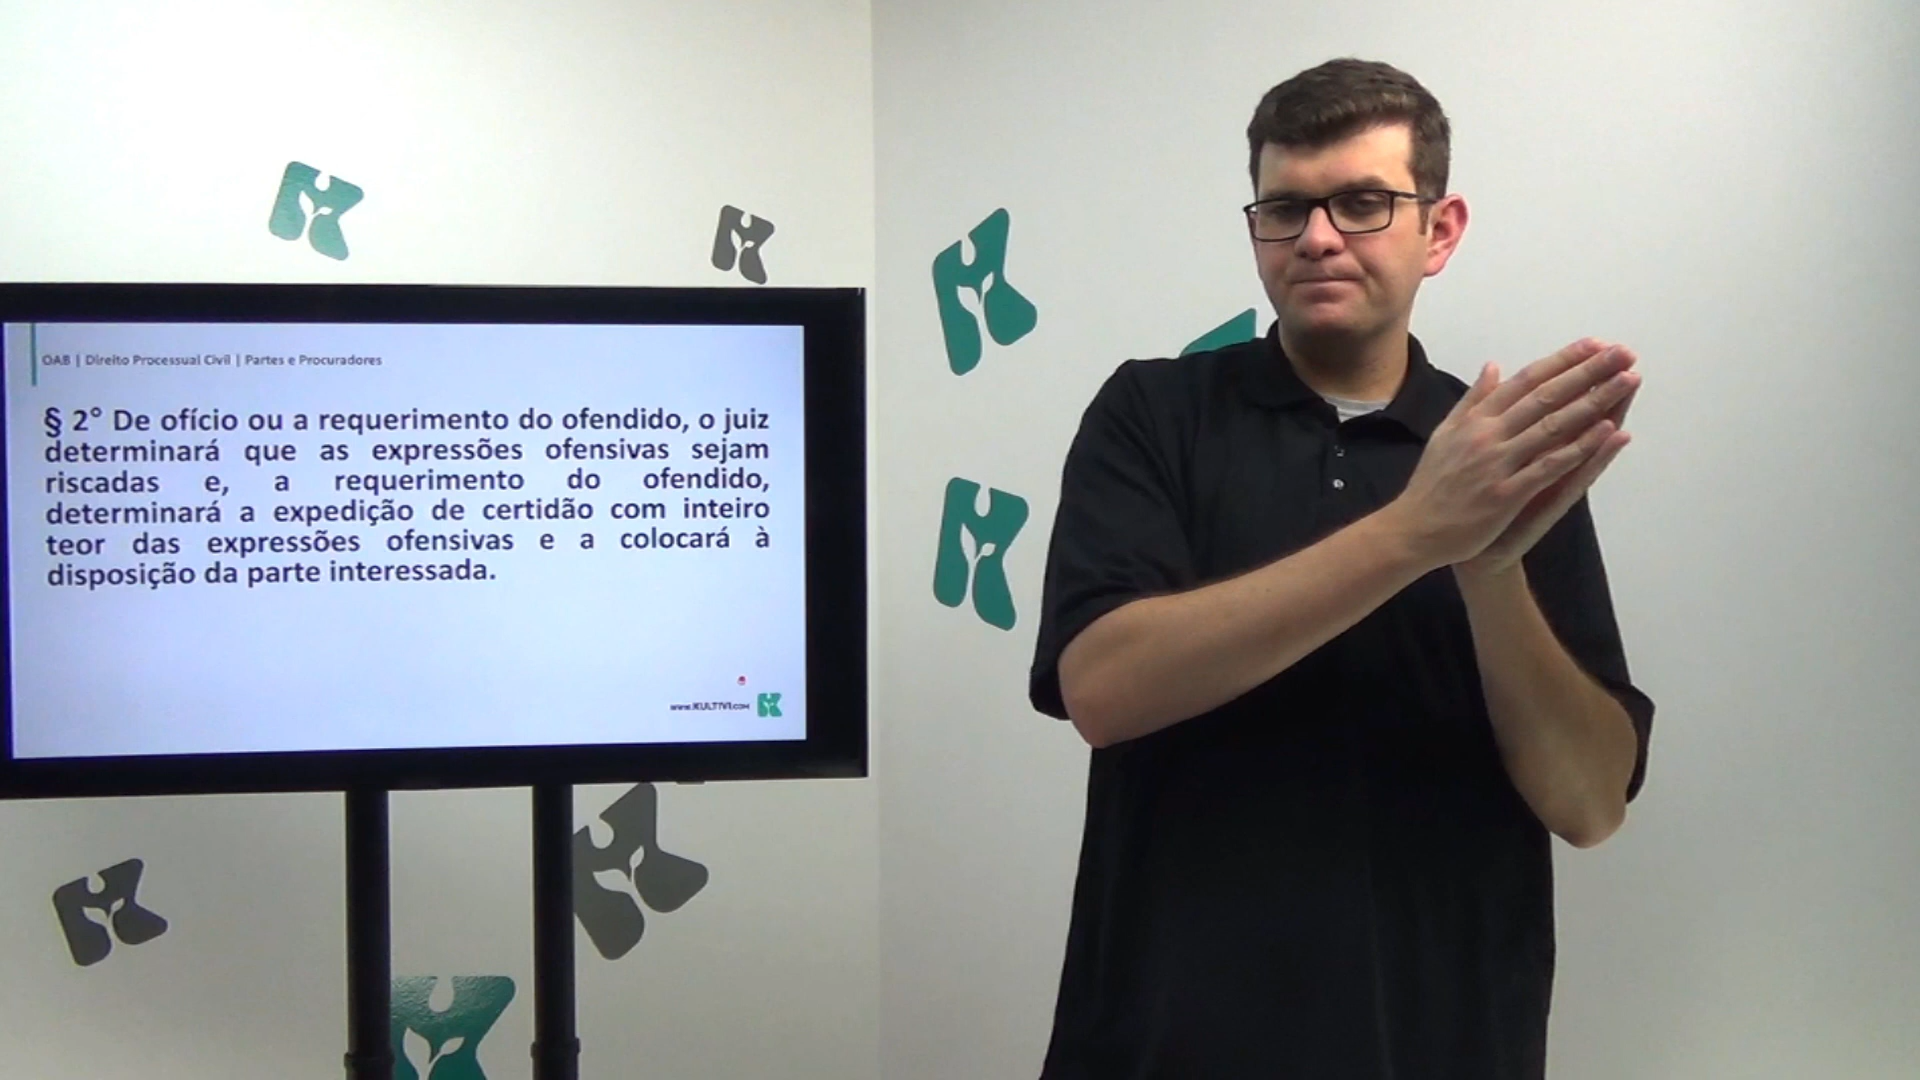 OAB | Direito Processual Civil | Partes e Procuradores
§ 2° De ofício ou a requerimento do ofendido, o juiz
determinará que as expressões ofensivas sejam
riscadas e, a requerimento do ofendido,
determinará a expedição de certidão com inteiro
teor das expressões ofensivas e a colocará à
disposição da parte interessada.
www.KULTIVI.COM